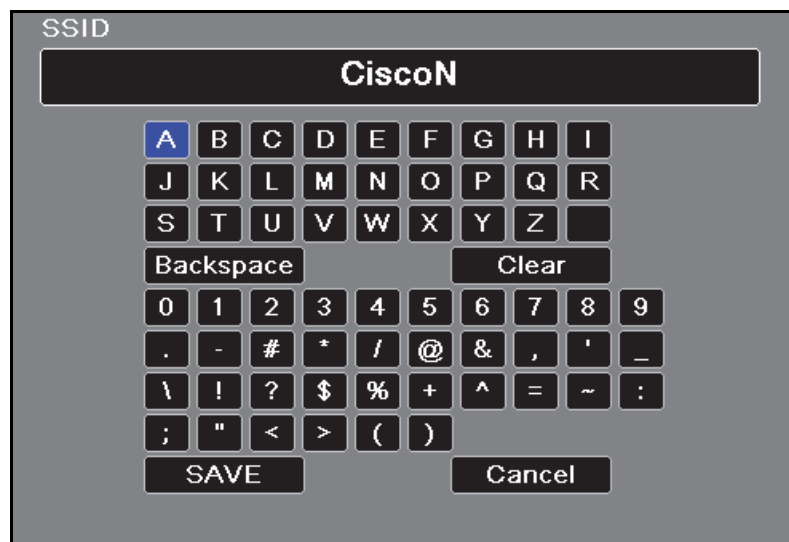 SSID
CiscoN
A B C D E F G H I
J K L M N O P Q R
S T U V W X Y Z
Backspace Clear
0 1 2 3 4 5 6 7 8 9
. - # * / @ & , ' _
\ ! ? $ % + ^ = ~ :
; " < > ( )
SAVE Cancel